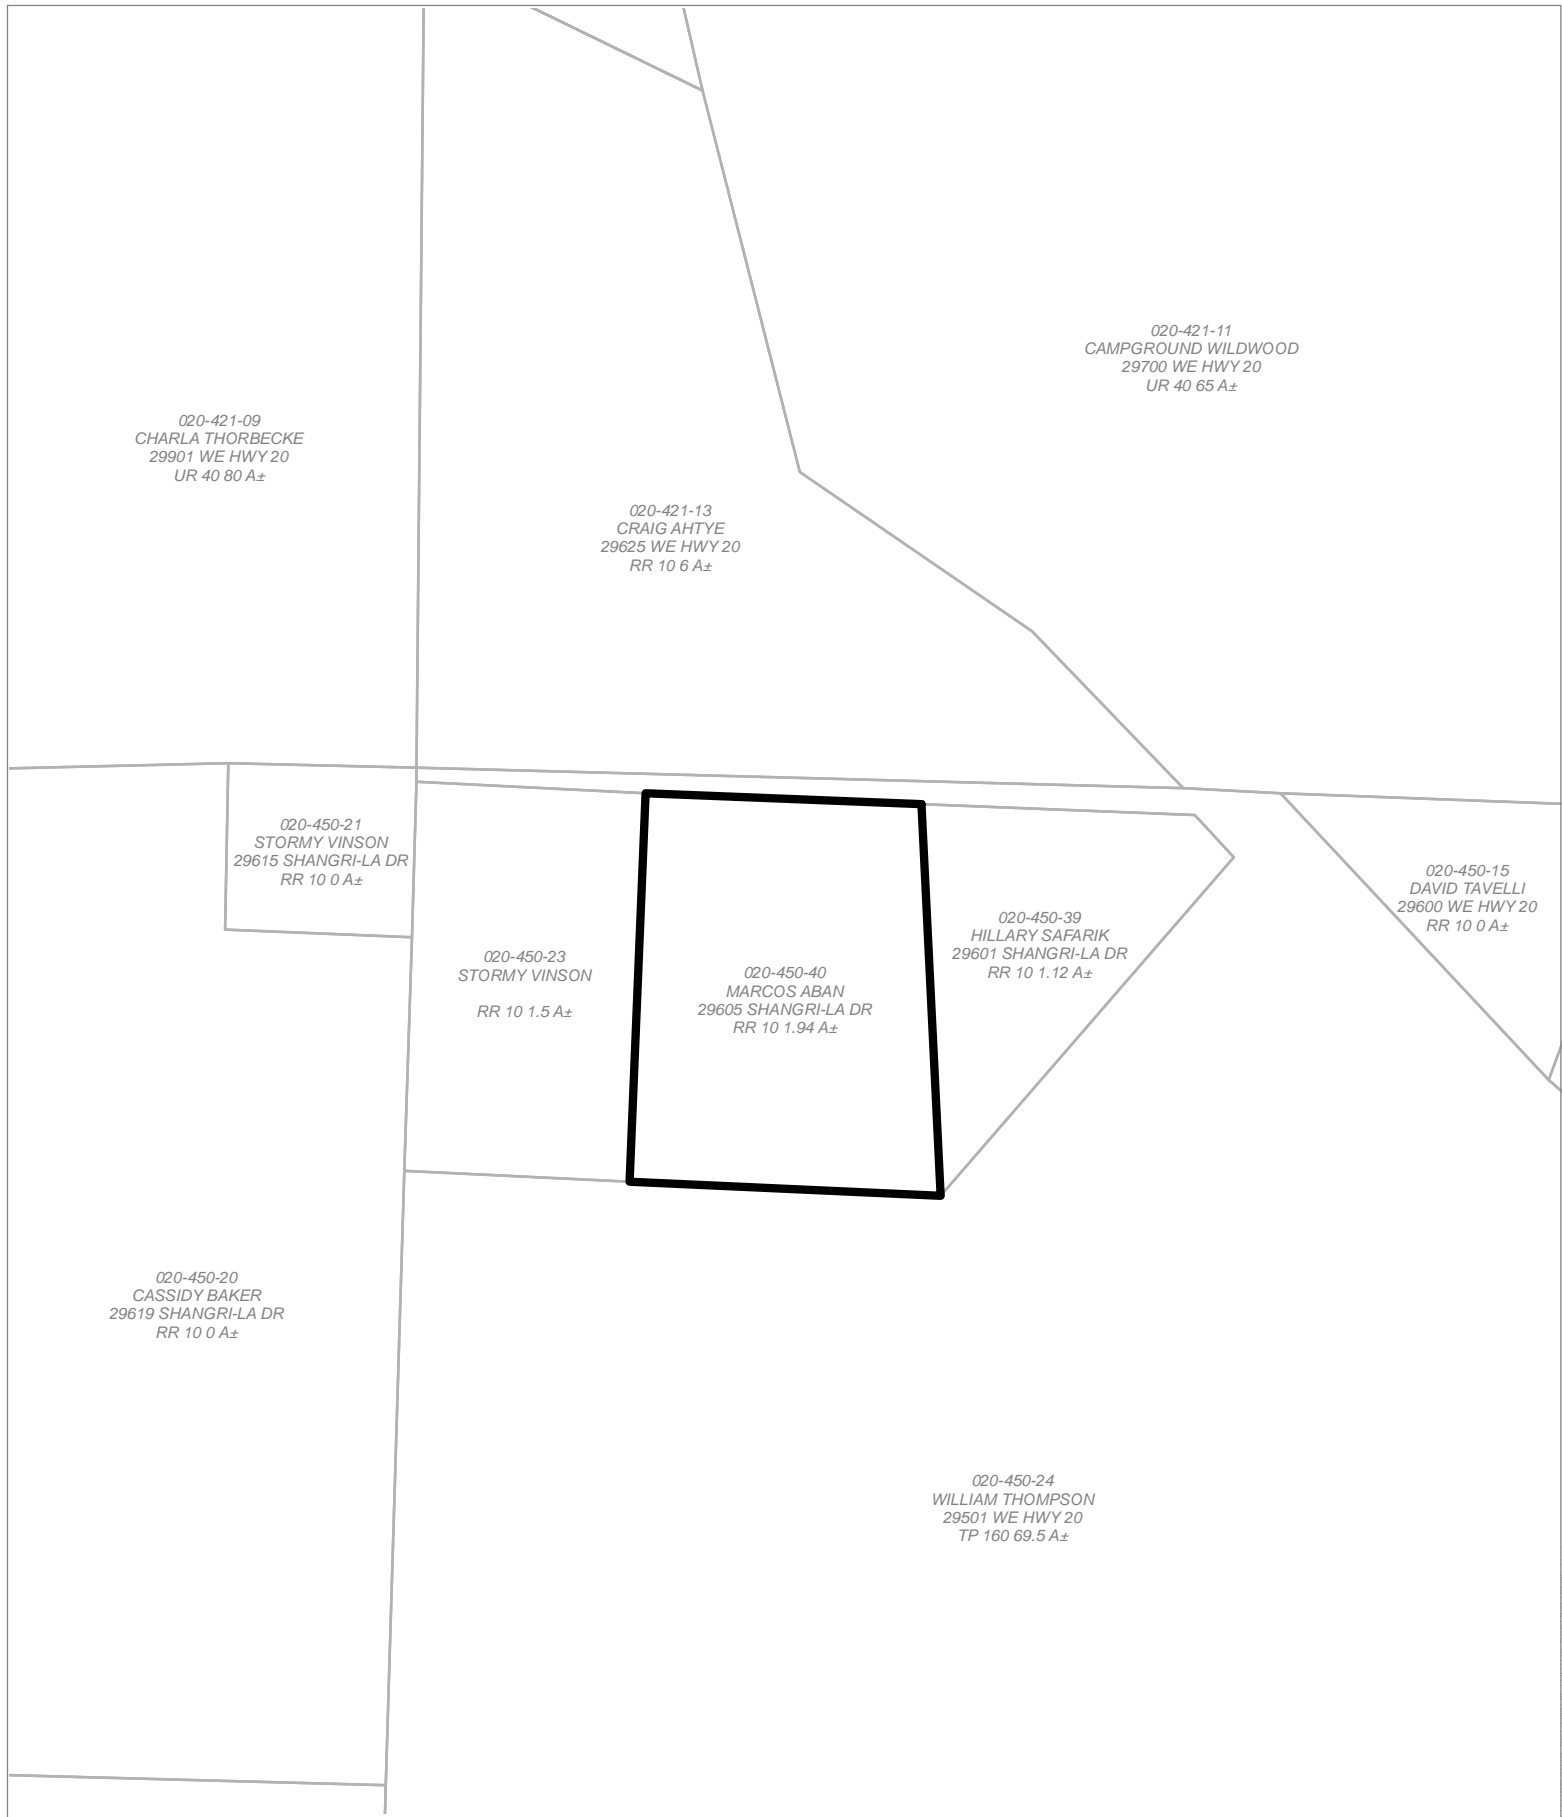 020-421-11
CAMPGROUND WILDWOOD
29700 WE HWY 20
UR 40 65 A±
020-421-09
CHARLA THORBECKE
29901 WE HWY 20
UR 40 80 A±
020-421-13
CRAIG AHTYE
29625 WE HWY 20
RR 10 6 A±
020-450-21
STORMY VINSON
29615 SHANGRI-LA DR
RR 10 0 A±
020-450-15
DAVID TAVELLI
29600 WE HWY 20
RR 10 0 A±
020-450-39
HILLARY SAFARIK
29601 SHANGRI-LA DR
RR 10 1.12 A±
020-450-23
STORMY VINSON
RR 10 1.5 A±
020-450-40
MARCOS ABAN
29605 SHANGRI-LA DR
RR 10 1.94 A±
020-450-20
CASSIDY BAKER
29619 SHANGRI-LA DR
RR 10 0 A±
020-450-24
WILLIAM THOMPSON
29501 WE HWY 20
TP 160 69.5 A±